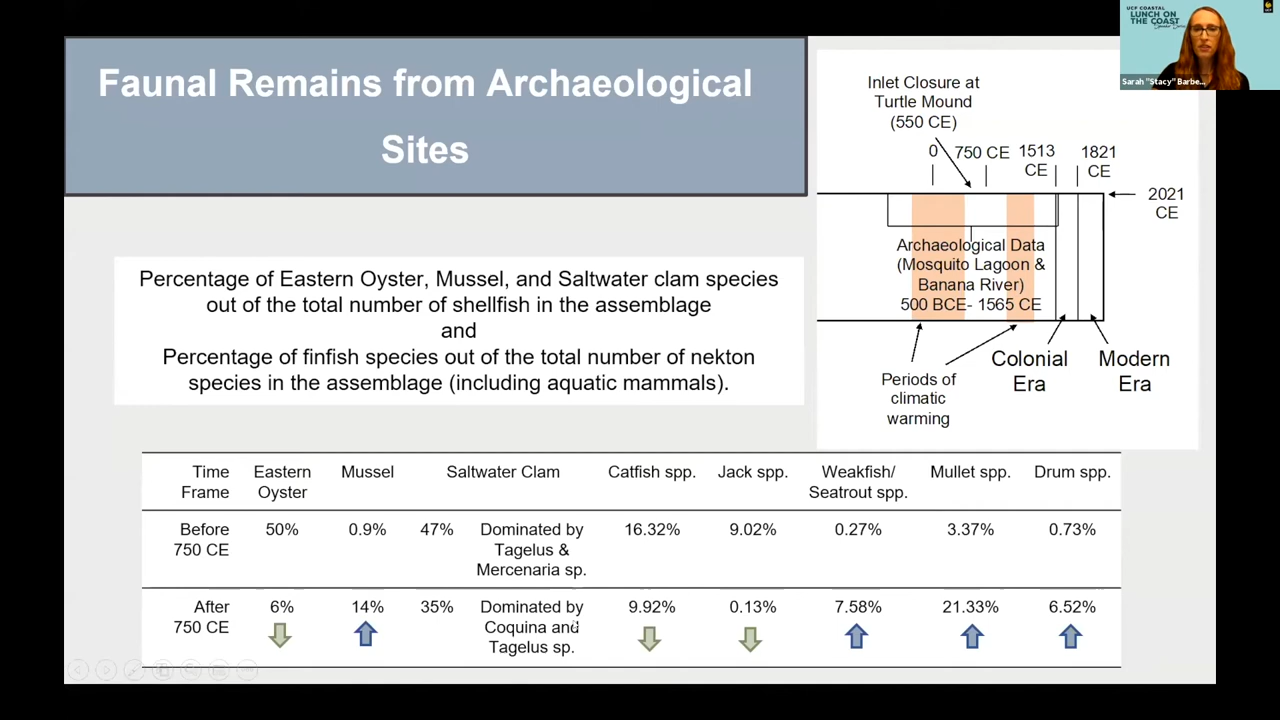 UCF COASTAL
LUNCH ON
THE COAST
UCF
Sarah "Stacy" Barbe...
Faunal Remains from Archaeological
Sites
Inlet Closure at
Turtle Mound
(550 CE)
0
750 CE
1513
CE
1821
CE
2021
CE
Archaeological Data
(Mosquito Lagoon &
Banana River)
500 BCE- 1565 CE
Periods of
climatic
warming
Colonial
Era
Modern
Era
Percentage of Eastern Oyster, Mussel, and Saltwater clam species
out of the total number of shellfish in the assemblage
and
Percentage of finfish species out of the total number of nekton
species in the assemblage (including aquatic mammals).
Time
Frame
Eastern
Oyster
Mussel
Saltwater Clam
Catfish spp.
Jack spp.
Weakfish/
Seatrout spp.
Mullet spp.
Drum spp.
Before
750 CE
50%
0.9%
47%
Dominated by
Tagelus &
Mercenaria sp.
16.32%
9.02%
0.27%
3.37%
0.73%
After
750 CE
6%
14%
35%
Dominated by
Coquina and
Tagelus sp.
9.92%
0.13%
7.58%
21.33%
6.52%